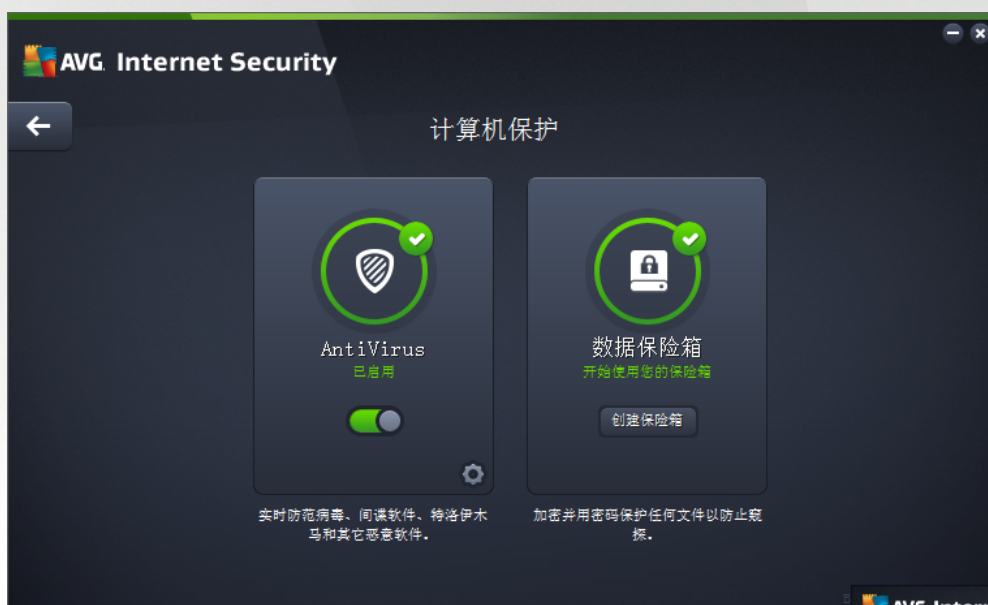 AVG Internet Security
计算机保护
AntiVirus
已启用
实时防范病毒、间谍软件、特洛伊木
马和其它恶意软件。
数据保险箱
开始使用您的保险箱
创建保险箱
加密并用密码保护任何文件以防止窥
探。
AVG Intern